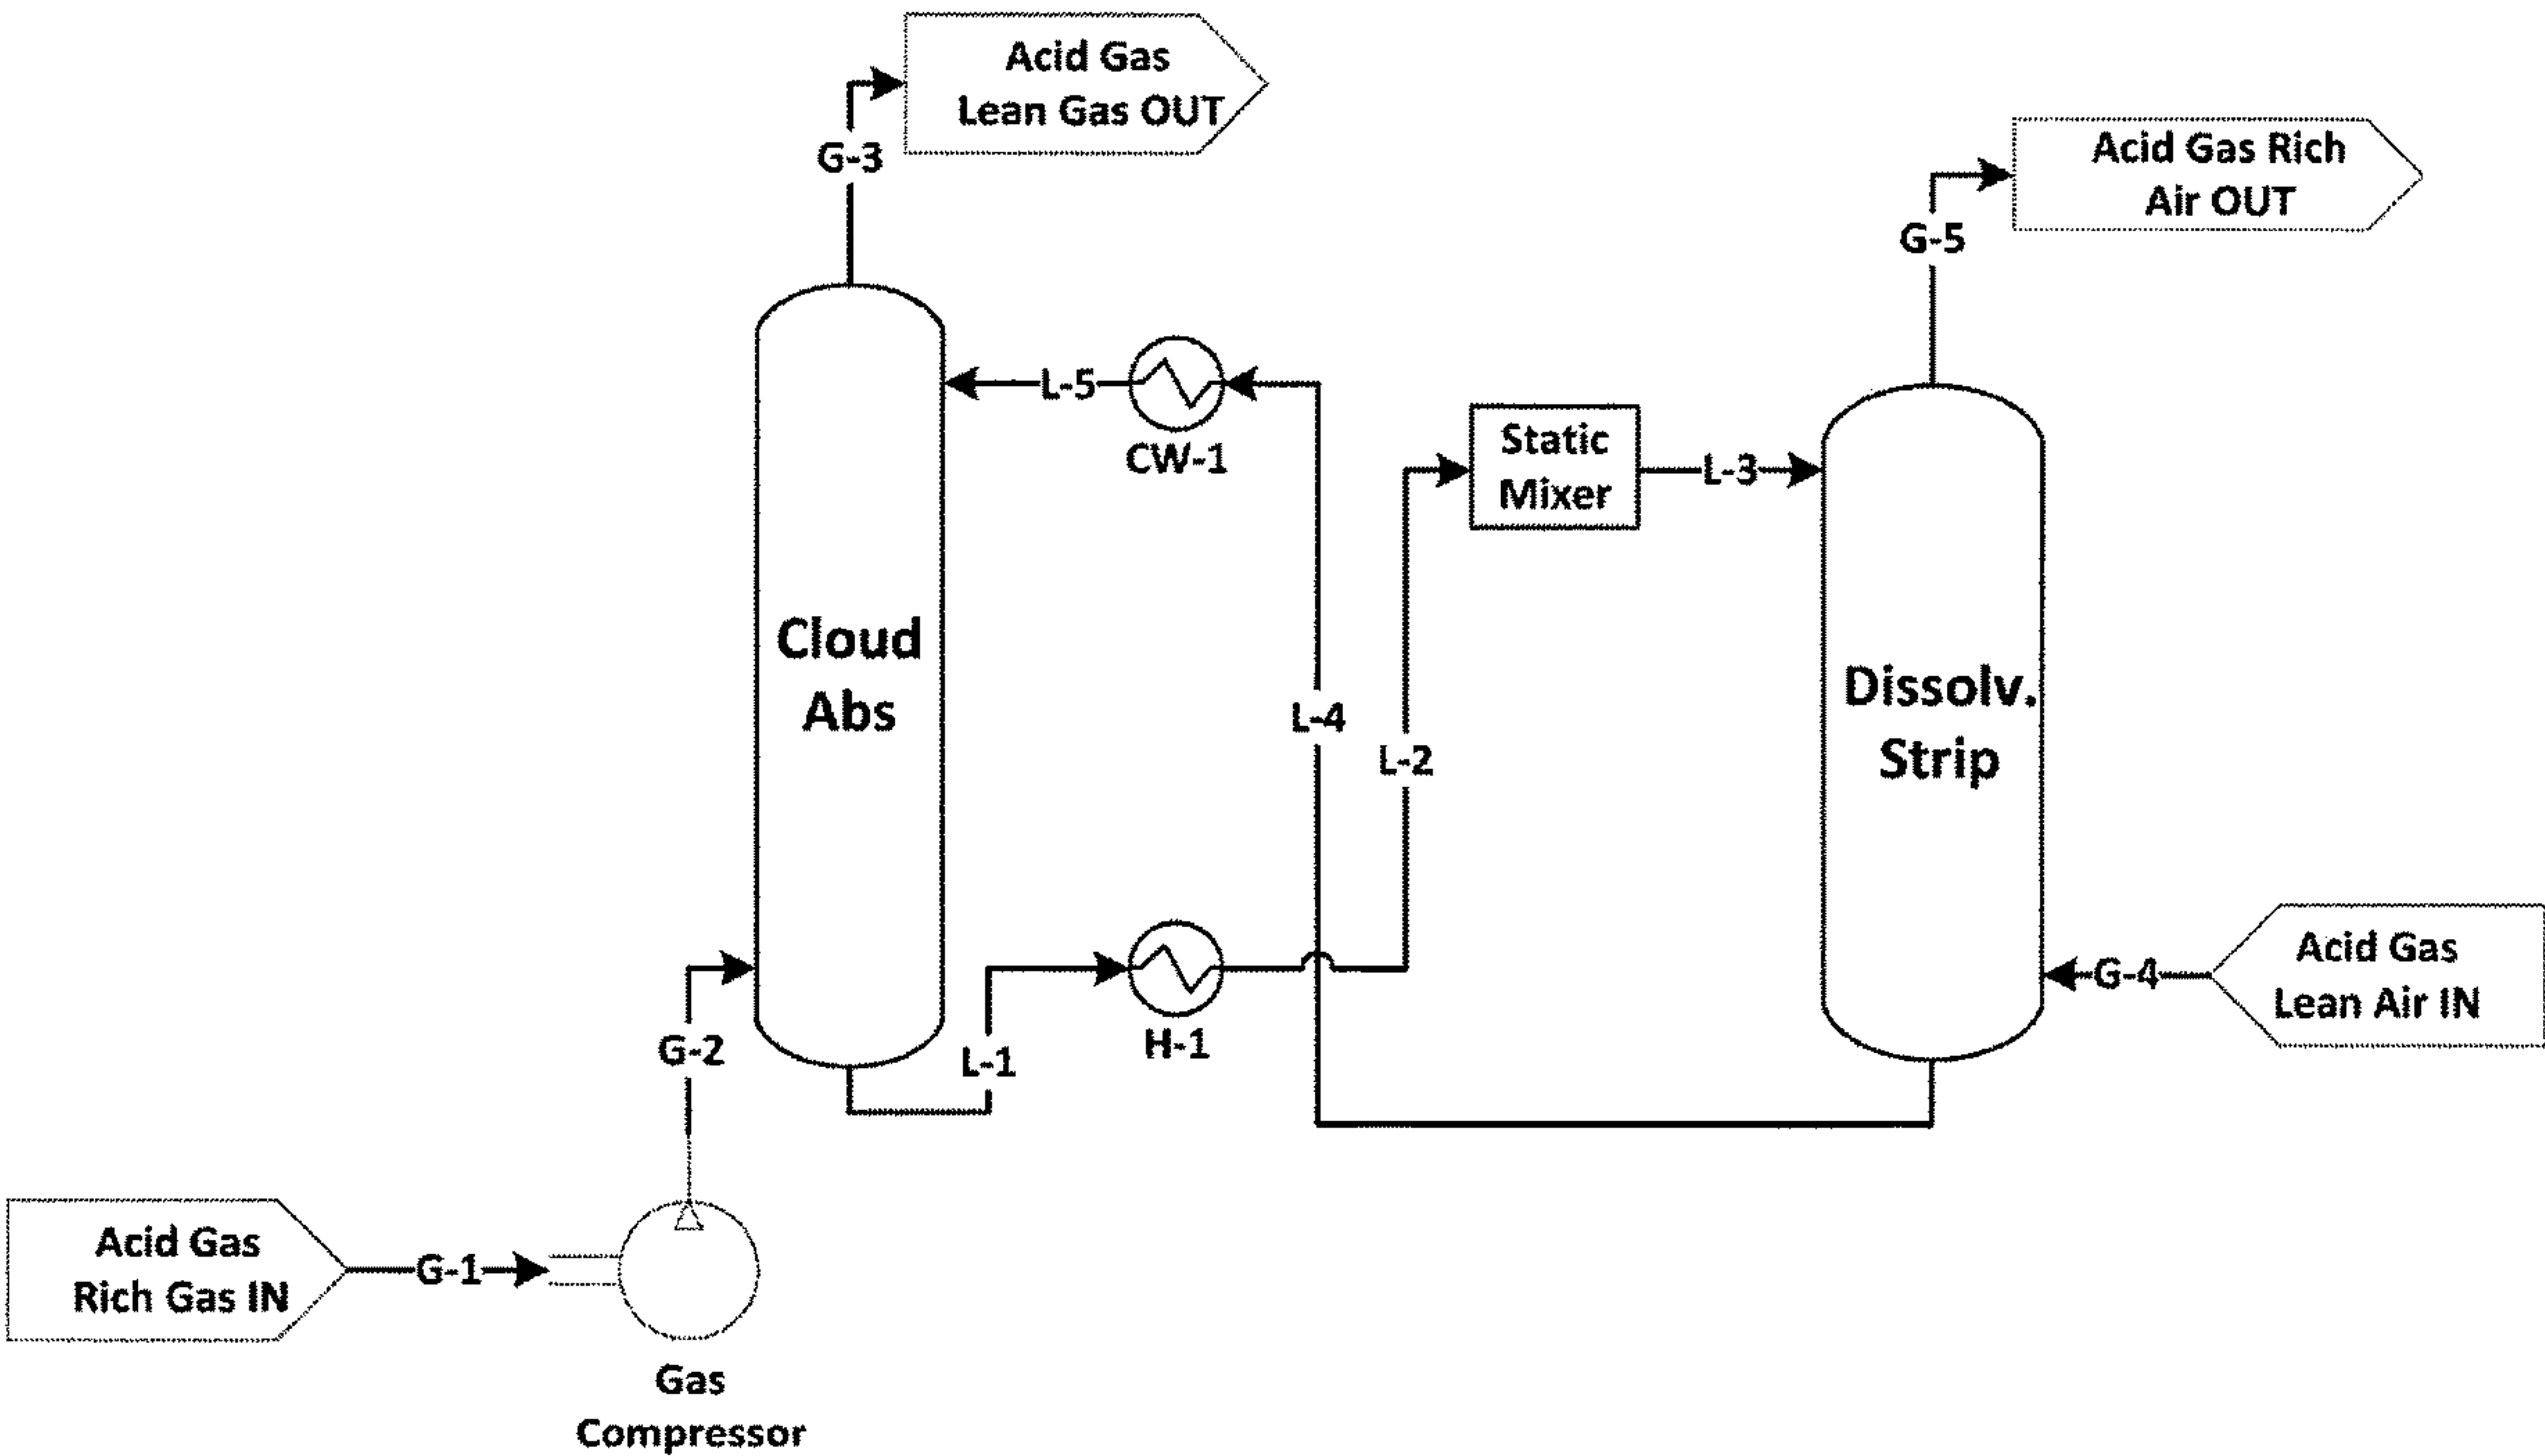 Acid Gas
Lean Gas OUT
G-3
Acid Gas Rich
Air OUT
G-5
L-5
CW-1
Static
Mixer
L-3
Cloud
Abs
Dissolv.
Strip
L-4
L-2
Acid Gas
Lean Air IN
G-4
G-2
L-1
H-1
Acid Gas
Rich Gas IN
G-1
Gas
Compressor